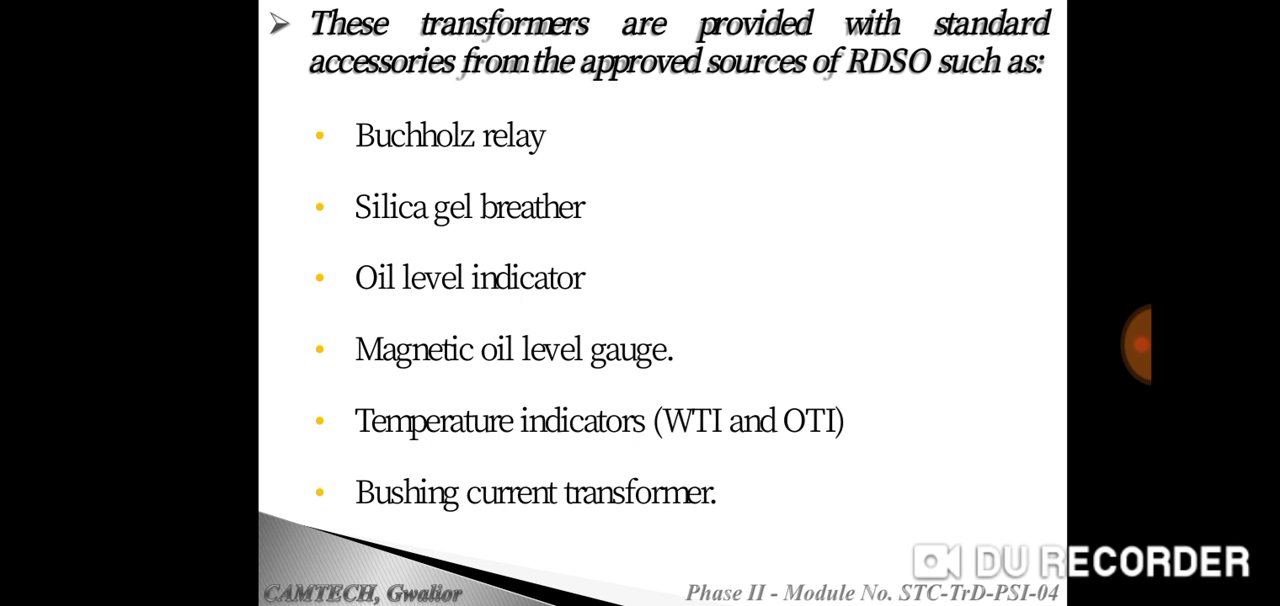 These transformers are provided with standard
accessories from the approved sources of RDSO such as:
Buchholz relay
Silica gel breather
Oil level indicator
Magnetic oil level gauge.
Temperature indicators (WTI and OTI)
Bushing current transformer.
DU RECORDER
CAMTECH, Gwalior
Phase II - Module No. STC-TrD-PSI-04